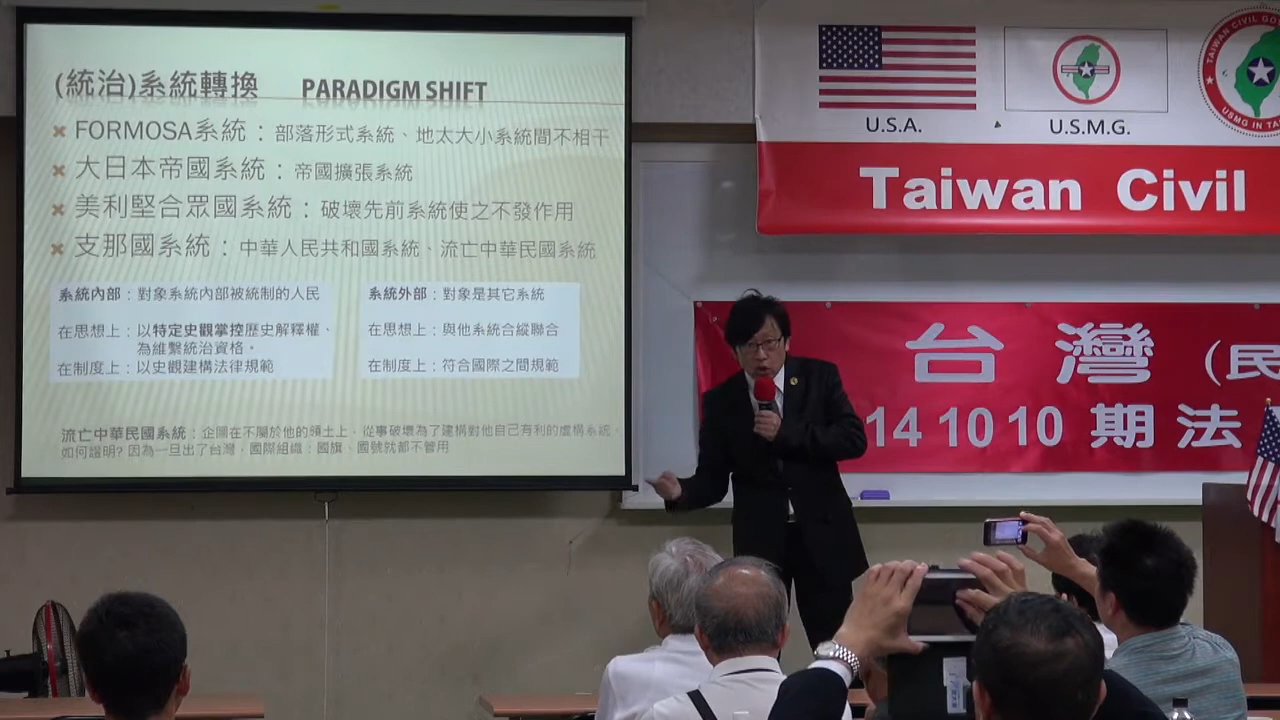 (統治)系統轉換 PARADIGM SHIFT
FORMOSA系統：部落形式系統、地太大小系統間不相干
大日本帝國系統：帝國擴張系統
美利堅合眾國系統：破壞先前系統使之不發作用
支那國系統：中華人民共和國系統、流亡中華民國系統
系統內部：對象系統內部被統制的人民
在思想上：以特定史觀掌控歷史解釋權、
為維繫統治資格。
在制度上：以史觀建構法律規範
系統外部：對象是其它系統
在思想上：與他系統合縱聯合
在制度上：符合國際之間規範
流亡中華民國系統：企圖在不屬於他的領土上，從事破壞為了建構對他自己有利的虛構系統，
如何證明? 因為一旦出了台灣，國際組織：國旗、國號就都不管用
U.S.A.
U.S.M.G.
TAIWAN CIVIL GO
USMG IN TA
Taiwan Civil
台灣 (民
14 10 10 期 法